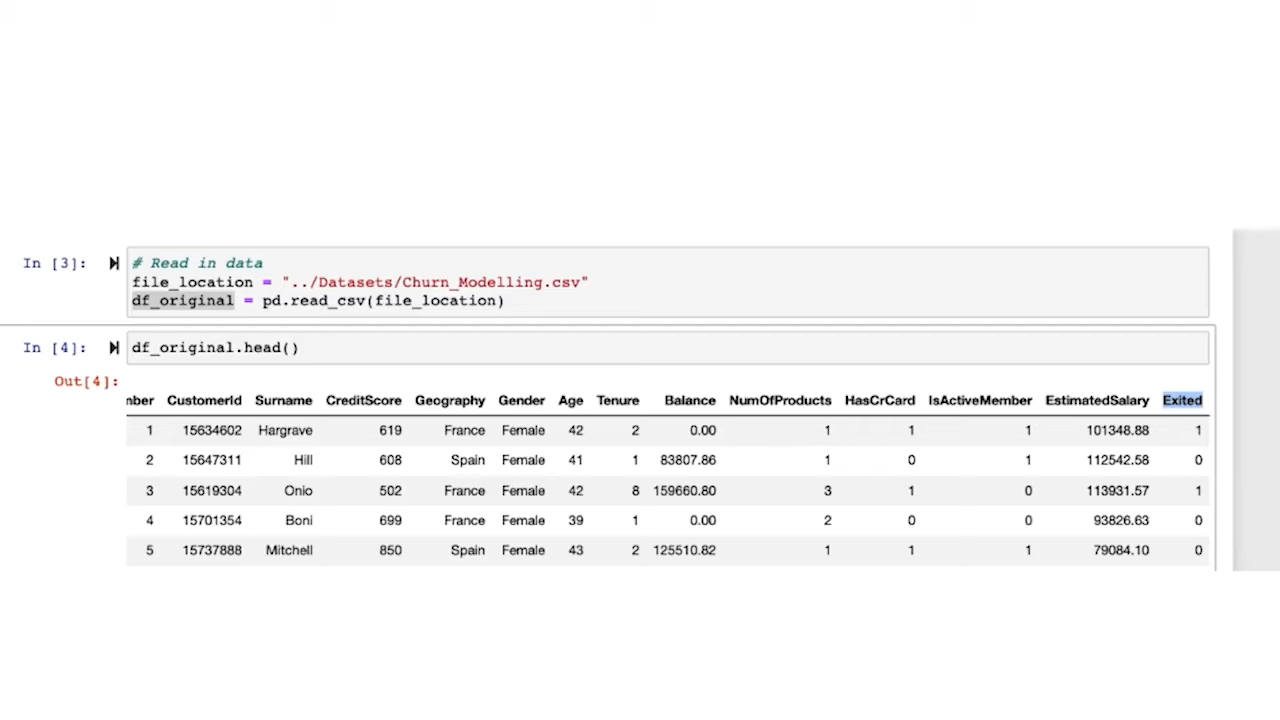 In [3]: # Read in data
file_location = "../Datasets/Churn_Modelling.csv"
df_original = pd.read_csv(file_location)
In [4]: df_original.head()
Out[4]:
mber CustomerId Surname CreditScore Geography Gender Age Tenure Balance NumOfProducts HasCrCard IsActiveMember EstimatedSalary Exited
1 15634602 Hargrave 619 France Female 42 2 0.00 1 1 1 101348.88 1
2 15647311 Hill 608 Spain Female 41 1 83807.86 1 0 1 112542.58 0
3 15619304 Onio 502 France Female 42 8 159660.80 3 1 0 113931.57 1
4 15701354 Boni 699 France Female 39 1 0.00 2 0 0 93826.63 0
5 15737888 Mitchell 850 Spain Female 43 2 125510.82 1 1 1 79084.10 0